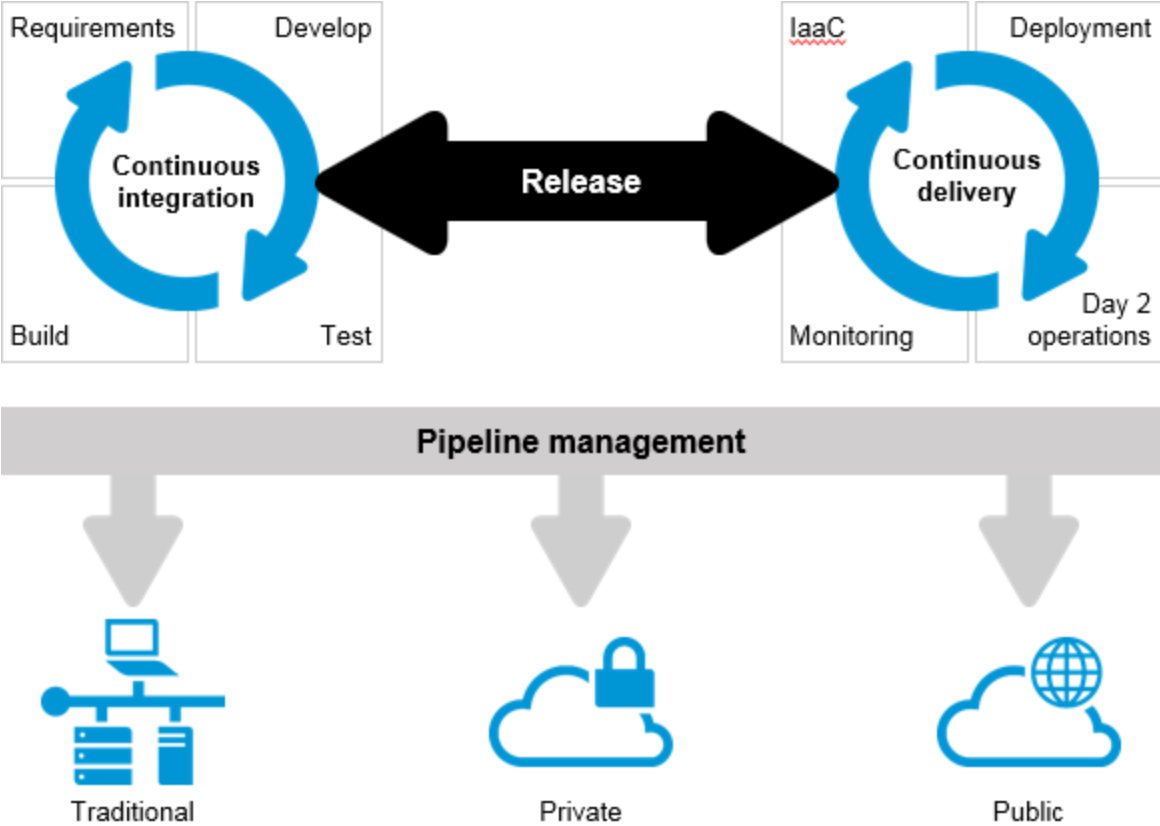 Requirements
Develop
Continuous
integration
Build
Test
Release
IaaC
Deployment
Continuous
delivery
Monitoring
Day 2
operations
Pipeline management
Traditional
Private
Public